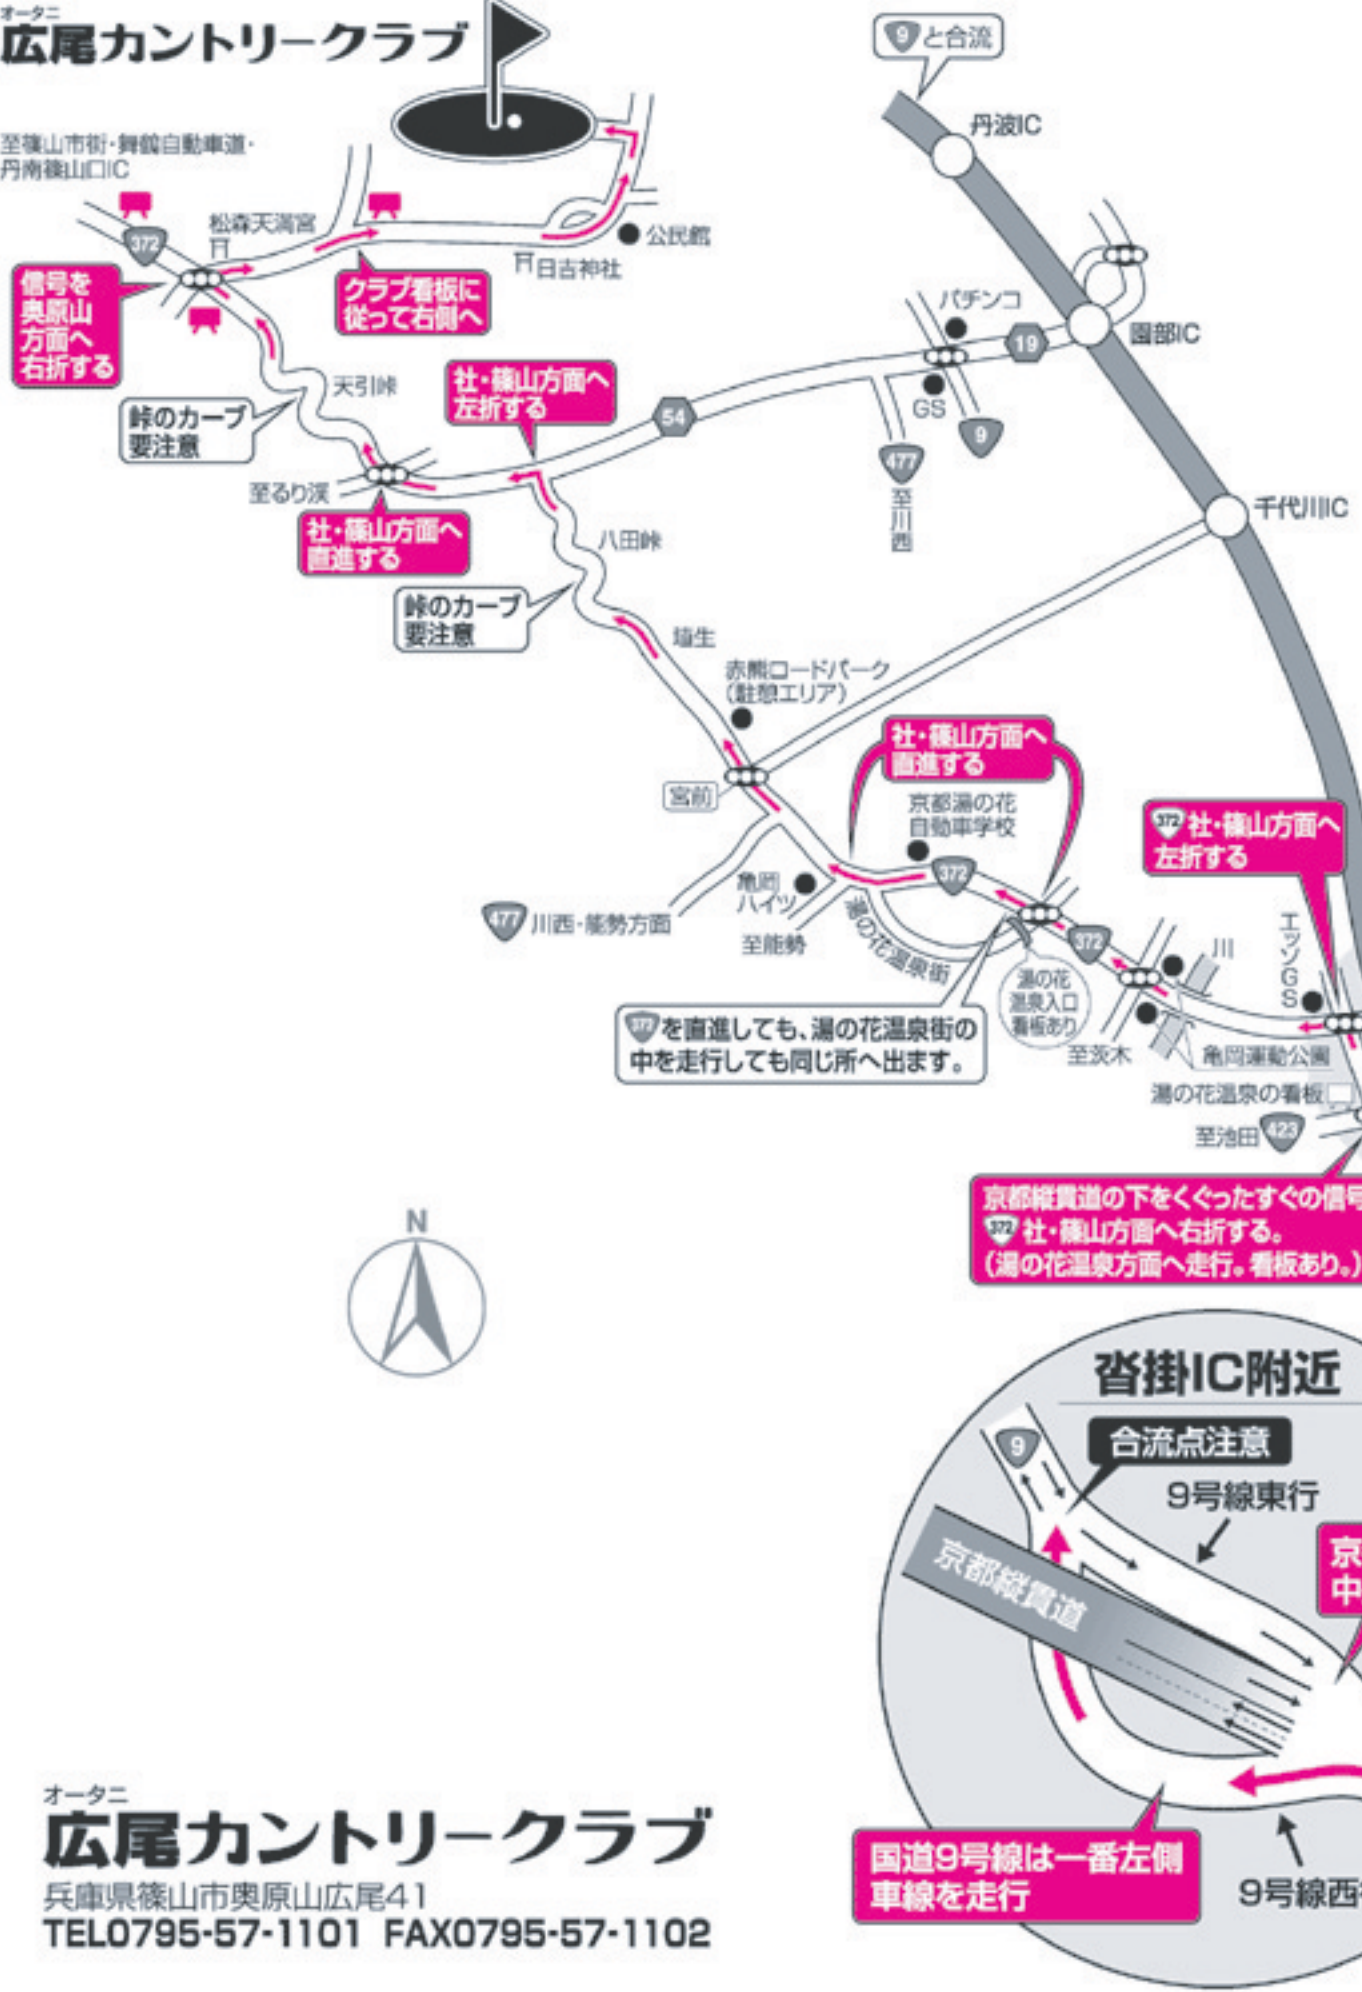 オータニ
広尾カントリークラブ
9と合流
丹波IC
至篠山市街・舞鶴自動車道・
丹南篠山口IC
372
松森天満宮
公民館
日吉神社
信号を
奥原山
方面へ
右折する
クラブ看板に
従って右側へ
パチンコ
19
園部IC
天引峠
社・篠山方面へ
左折する
峠のカーブ
要注意
54
GS
9
477
至川西
至るり渓
千代川IC
社・篠山方面へ
直進する
八田峠
峠のカーブ
要注意
埴生
赤熊ロードパーク
（駐憩エリア）
社・篠山方面へ
直進する
宮前
京都湯の花
自動車学校
372 社・篠山方面へ
左折する
372
亀岡
ハイツ
477 川西・能勢方面
至能勢
湯の花温泉街
372
川
エッソGS
湯の花
温泉入口
看板あり
372を直進しても、湯の花温泉街の
中を走行しても同じ所へ出ます。
至茨木
亀岡運動公園
湯の花温泉の看板
至池田 423
京都縦貫道の下をくぐったすぐの信号
372 社・篠山方面へ右折する。
（湯の花温泉方面へ走行。看板あり。）
N
沓掛IC附近
9
合流点注意
9号線東行
京
中
京都縦貫道
国道9号線は一番左側
車線を走行
9号線西
オータニ
広尾カントリークラブ
兵庫県篠山市奥原山広尾41
TEL0795-57-1101 FAX0795-57-1102